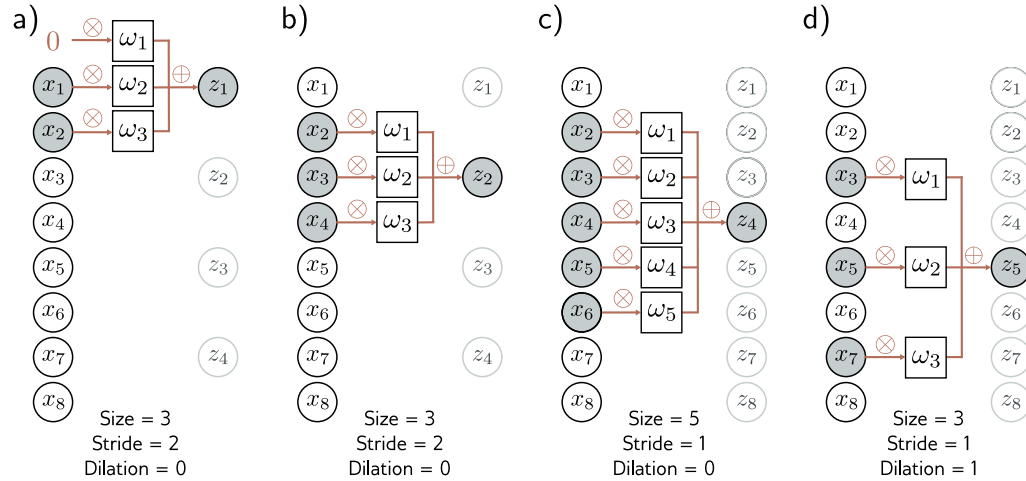 a)
0 ⊗ ω₁
x₁ ⊗ ω₂ ⊕ z₁
x₂ ⊗ ω₃
x₃ z₂
x₄
x₅ z₃
x₆
x₇ z₄
x₈
Size = 3
Stride = 2
Dilation = 0
b)
x₁ z₁
x₂ ⊗ ω₁
x₃ ⊗ ω₂ ⊕ z₂
x₄ ⊗ ω₃
x₅ z₃
x₆
x₇ z₄
x₈
Size = 3
Stride = 2
Dilation = 0
c)
x₁ z₁
x₂ ⊗ ω₁ z₂
x₃ ⊗ ω₂ z₃
x₄ ⊗ ω₃ ⊕ z₄
x₅ ⊗ ω₄ z₅
x₆ ⊗ ω₅ z₆
x₇ z₇
x₈ z₈
Size = 5
Stride = 1
Dilation = 0
d)
x₁ z₁
x₂ z₂
x₃ ⊗ ω₁ z₃
x₄ z₄
x₅ ⊗ ω₂ ⊕ z₅
x₆ z₆
x₇ ⊗ ω₃ z₇
x₈ z₈
Size = 3
Stride = 1
Dilation = 1